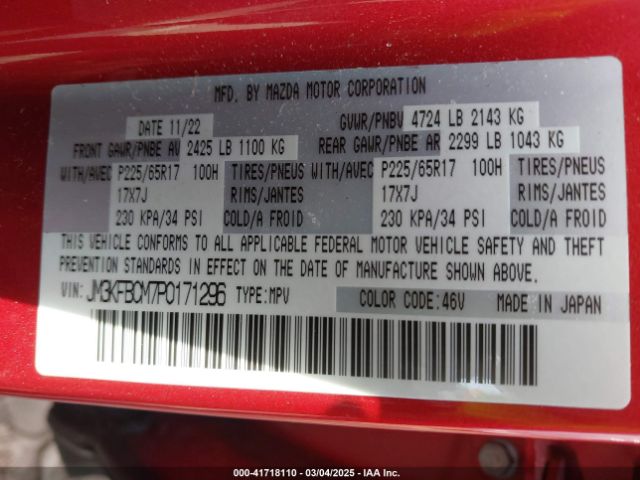 MFD. BY MAZDA MOTOR CORPORATION
DATE 11/22 GVWR/PNBV 4724 LB 2143 KG
FRONT GAWR/PNBE AV 2425 LB 1100 KG REAR GAWR/PNBE AR 2299 LB 1043 KG
WITH/AVEC P225/65R17 100H TIRES/PNEUS WITH/AVEC P225/65R17 100H TIRES/PNEUS
17X7J RIMS/JANTES 17X7J RIMS/JANTES
230 KPA/34 PSI COLD/A FROID 230 KPA/34 PSI COLD/A FROID
THIS VEHICLE CONFORMS TO ALL APPLICABLE FEDERAL MOTOR VEHICLE SAFETY AND THEFT
PREVENTION STANDARDS IN EFFECT ON THE DATE OF MANUFACTURE SHOWN ABOVE.
VIN: JM3KFBCM7P0171296 TYPE: MPV COLOR CODE: 46V MADE IN JAPAN
000-41718110 — 03/04/2025 — IAA Inc.